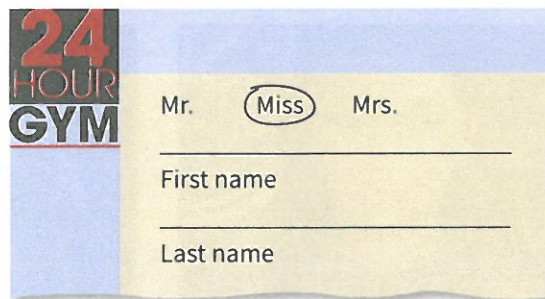 24
HOUR
GYM
Mr. Miss Mrs.
First name
Last name